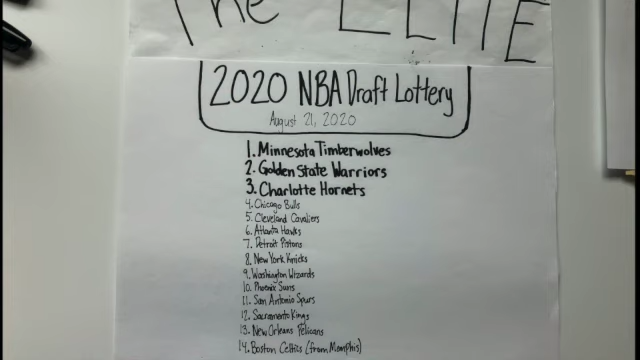 The ELITE
2020 NBA Draft Lottery
August 21, 2020
1. Minnesota Timberwolves
2. Golden State Warriors
3. Charlotte Hornets
4. Chicago Bulls
5. Cleveland Cavaliers
6. Atlanta Hawks
7. Detroit Pistons
8. New York Knicks
9. Washington Wizards
10. Phoenix Suns
11. San Antonio Spurs
12. Sacramento Kings
13. New Orleans Pelicans
14. Boston Celtics (from Memphis)